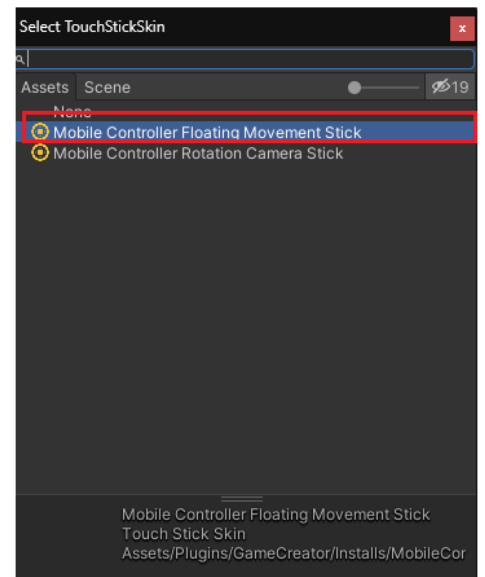 Select TouchStickSkin
x
Assets Scene 19
None
Mobile Controller Floating Movement Stick
Mobile Controller Rotation Camera Stick
Mobile Controller Floating Movement Stick
Touch Stick Skin
Assets/Plugins/GameCreator/Installs/MobileCor